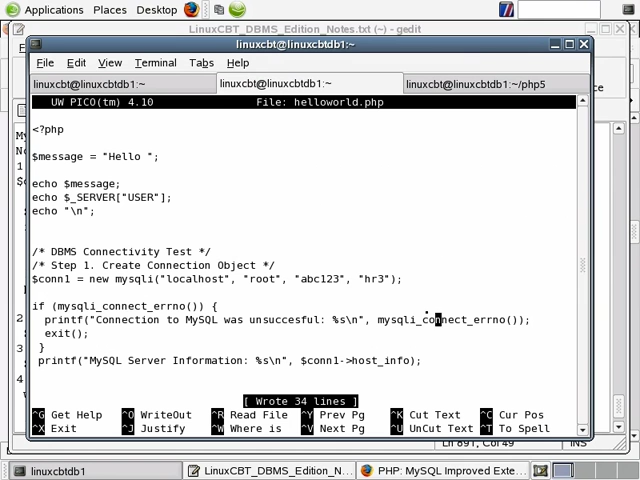 Applications Places Desktop
LinuxCBT_DBMS_Edition_Notes.txt (~) - gedit
linuxcbt@linuxcbtdb1:~
File Edit View Terminal Tabs Help
linuxcbt@linuxcbtdb1:~ linuxcbt@linuxcbtdb1:~ linuxcbt@linuxcbtdb1:~/php5
UW PICO(tm) 4.10 File: helloworld.php
<?php
$message = "Hello ";
echo $message;
echo $_SERVER["USER"];
echo "\n";
/* DBMS Connectivity Test */
/* Step 1. Create Connection Object */
$conn1 = new mysqli("localhost", "root", "abc123", "hr3");
if (mysqli_connect_errno()) {
printf("Connection to MySQL was unsuccesful: %s\n", mysqli_connect_errno());
exit();
}
printf("MySQL Server Information: %s\n", $conn1->host_info);
[ Wrote 34 lines ]
^G Get Help ^O WriteOut ^R Read File ^Y Prev Pg ^K Cut Text ^C Cur Pos
^X Exit ^J Justify ^W Where is ^V Next Pg ^U UnCut Text ^T To Spell
Ln 891, Col 49 INS
linuxcbtdb1 LinuxCBT_DBMS_Edition_N... PHP: MySQL Improved Exte...